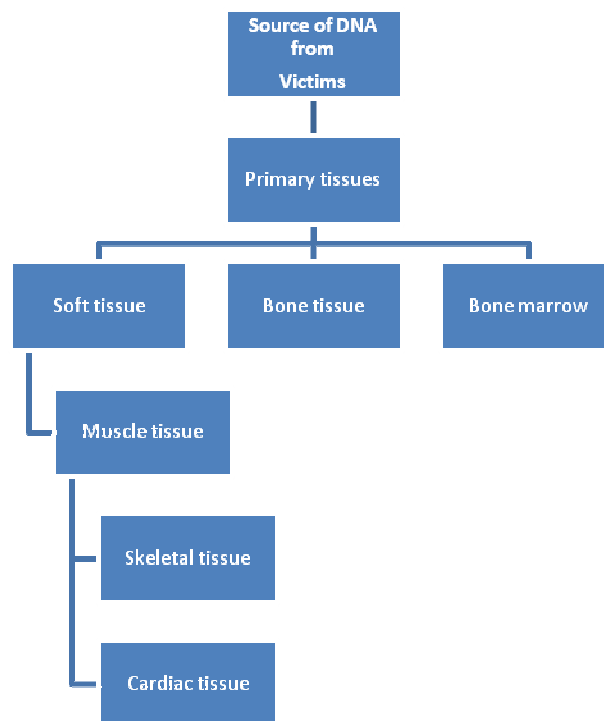 Source of DNA
from
Victims
Primary tissues
Soft tissue
Bone tissue
Bone marrow
Muscle tissue
Skeletal tissue
Cardiac tissue